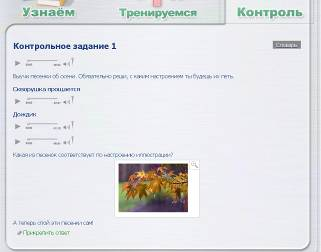 Узнаём
Тренируемся
Контроль
Контрольное задание 1
Словарь
Выучи песенки об осени. Обязательно реши, с каким настроением ты будешь их петь.
Скворушка прощается
Дождик
Какая из песенок соответствует по настроению иллюстрации?
А теперь спой эти песенки сам!
Прикрепить ответ